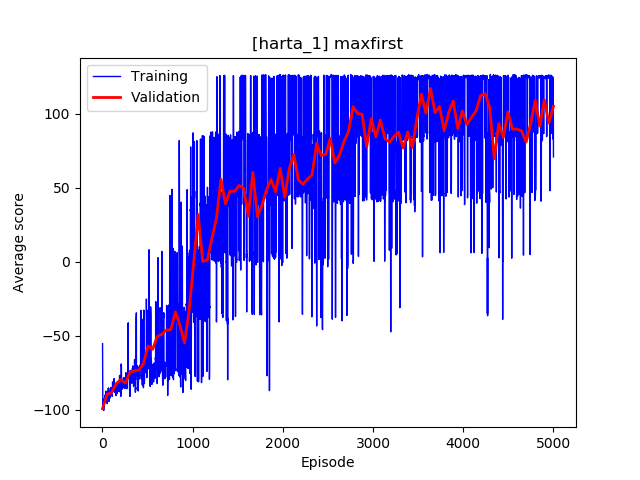 [harta_1] maxfirst
Training
Validation
Average score
100
50
0
−50
−100
0 1000 2000 3000 4000 5000
Episode